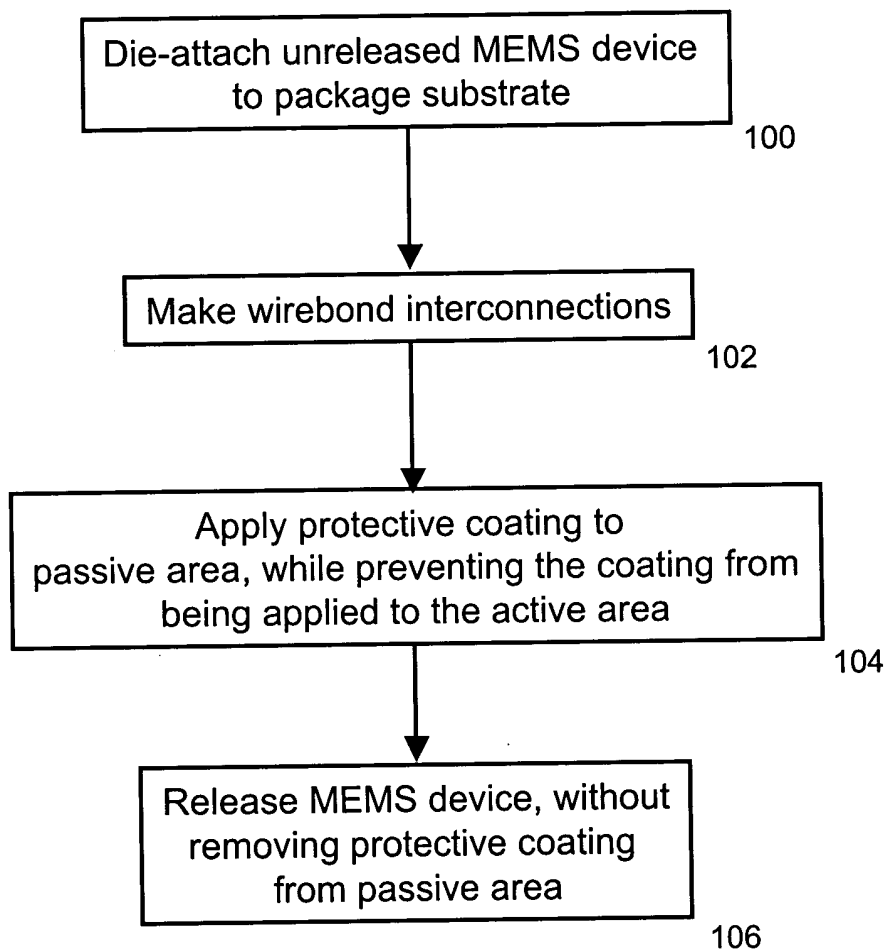 Die-attach unreleased MEMS device
to package substrate
100
Make wirebond interconnections
102
Apply protective coating to
passive area, while preventing the coating from
being applied to the active area
104
Release MEMS device, without
removing protective coating
from passive area
106